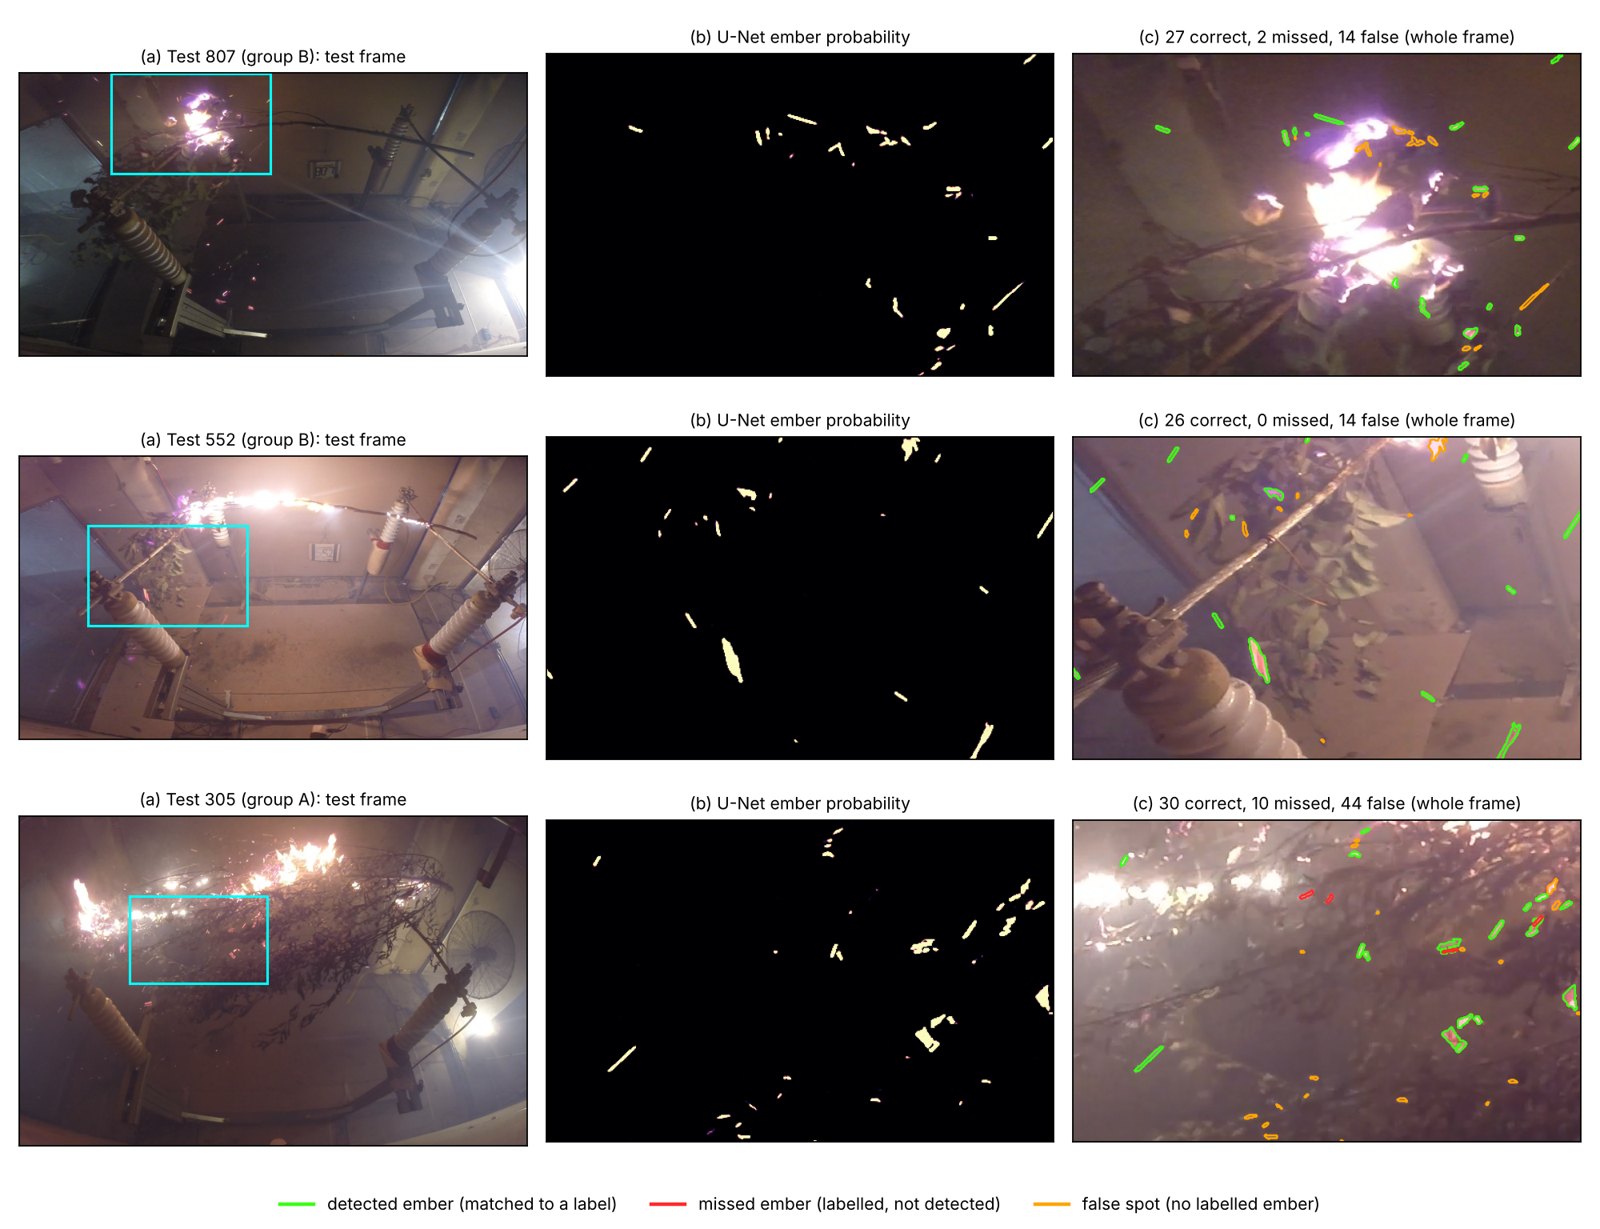 (a) Test 807 (group B): test frame
(b) U-Net ember probability
(c) 27 correct, 2 missed, 14 false (whole frame)
(a) Test 552 (group B): test frame
(b) U-Net ember probability
(c) 26 correct, 0 missed, 14 false (whole frame)
(a) Test 305 (group A): test frame
(b) U-Net ember probability
(c) 30 correct, 10 missed, 44 false (whole frame)
detected ember (matched to a label)
missed ember (labelled, not detected)
false spot (no labelled ember)